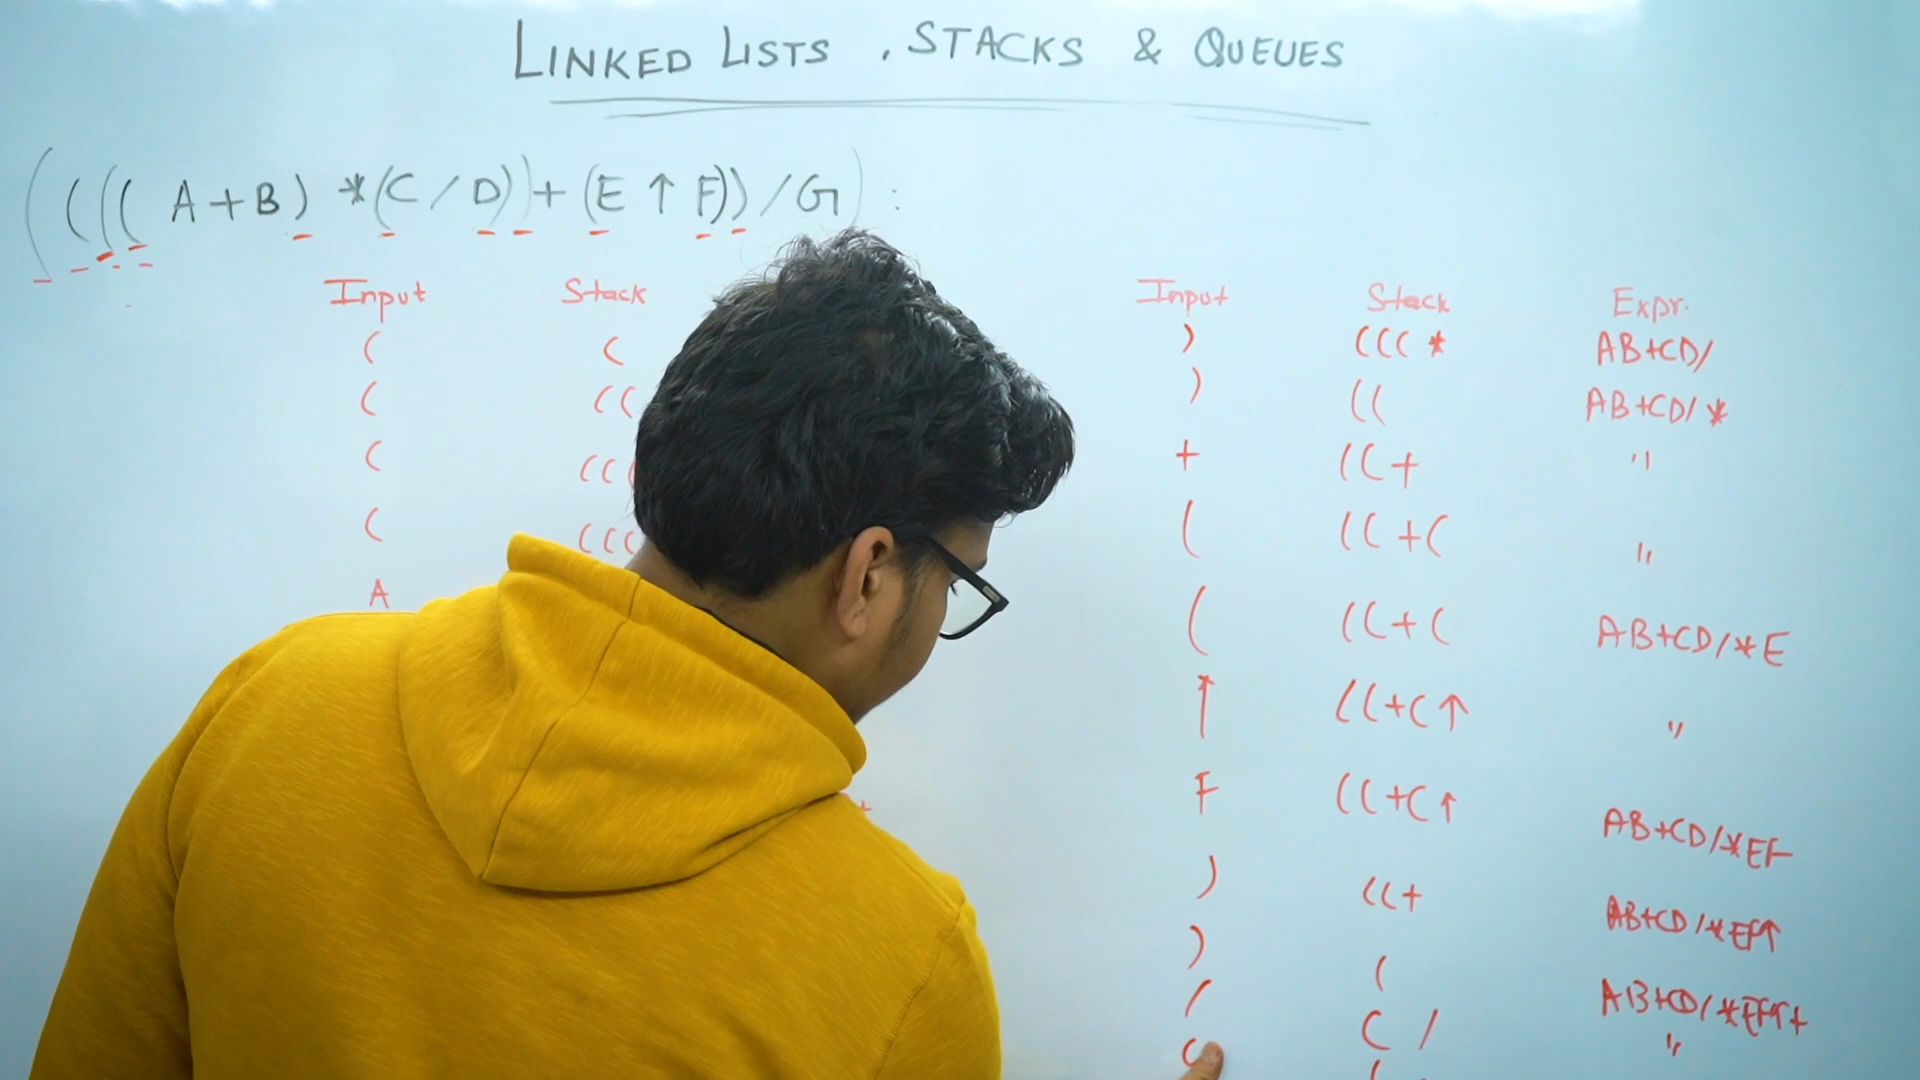 LINKED LISTS , STACKS & QUEUES
((((A+B) *(C/D))+(E↑F))/G) :
Input Stack
( (
( ((
( (((
( (((
A
Input Stack Expr.
) (((* AB+CD/
) (( AB+CD/*
+ ((+ "
( ((+( "
( ((+( AB+CD/*E
↑ ((+(↑ "
F ((+(↑ AB+CD/*EF
) ((+ AB+CD/*EF↑
) ( AB+CD/*EF↑+
/ ( / "